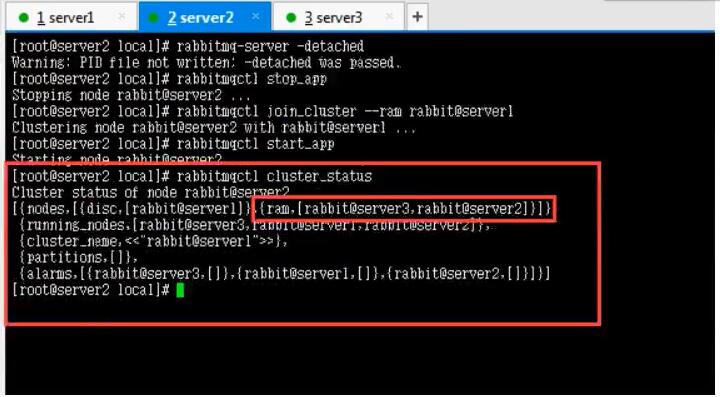 1 server1
2 server2
3 server3
[root@server2 local]# rabbitmq-server -detached
Warning: PID file not written; -detached was passed.
[root@server2 local]# rabbitmqctl stop_app
Stopping node rabbit@server2 ...
[root@server2 local]# rabbitmqctl join_cluster --ram rabbit@server1
Clustering node rabbit@server2 with rabbit@server1 ...
[root@server2 local]# rabbitmqctl start_app
Starting node rabbit@server2
[root@server2 local]# rabbitmqctl cluster_status
Cluster status of node rabbit@server2
[{nodes,[{disc,[rabbit@server1]},{ram,[rabbit@server3,rabbit@server2]}]}
{running_nodes,[rabbit@server3,rabbit@server1,rabbit@server2]},
{cluster_name,<<"rabbit@server1">>},
{partitions,[]},
{alarms,[{rabbit@server3,[]},{rabbit@server1,[]},{rabbit@server2,[]}]}]
[root@server2 local]#